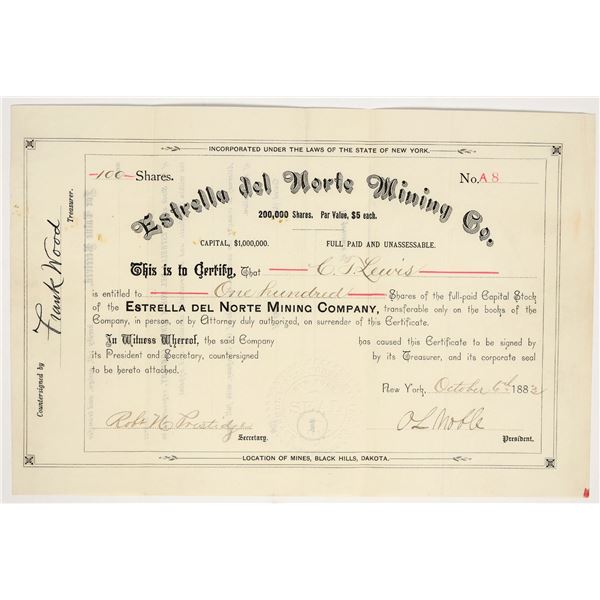 INCORPORATED UNDER THE LAWS OF THE STATE OF NEW YORK.
100 Shares. No. A 8
Estrella del Norte Mining Co.
200,000 Shares. Par Value, $5 each.
CAPITAL, $1,000,000. FULL PAID AND UNASSESSABLE.
This is to Certify, That C. T. Lewis
is entitled to One hundred Shares of the full-paid Capital Stock
of the ESTRELLA DEL NORTE MINING COMPANY, transferable only on the books of the
Company, in person, or by Attorney duly authorized, on surrender of this Certificate.
In Witness Whereof, the said Company has caused this Certificate to be signed by
its President and Secretary, countersigned by its Treasurer, and its corporate seal
to be hereto attached.
New York, October 6th 1883
Robt N Prestidge O L Noble
Secretary. President.
LOCATION OF MINES, BLACK HILLS, DAKOTA.
Countersigned by Frank Wood Treasurer.